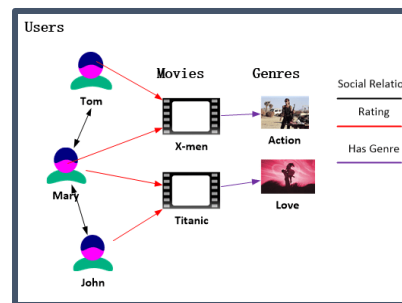 Users
Movies
Genres
Tom
X-men
Action
Mary
Titanic
Love
John
Social Relatio
Rating
Has Genre